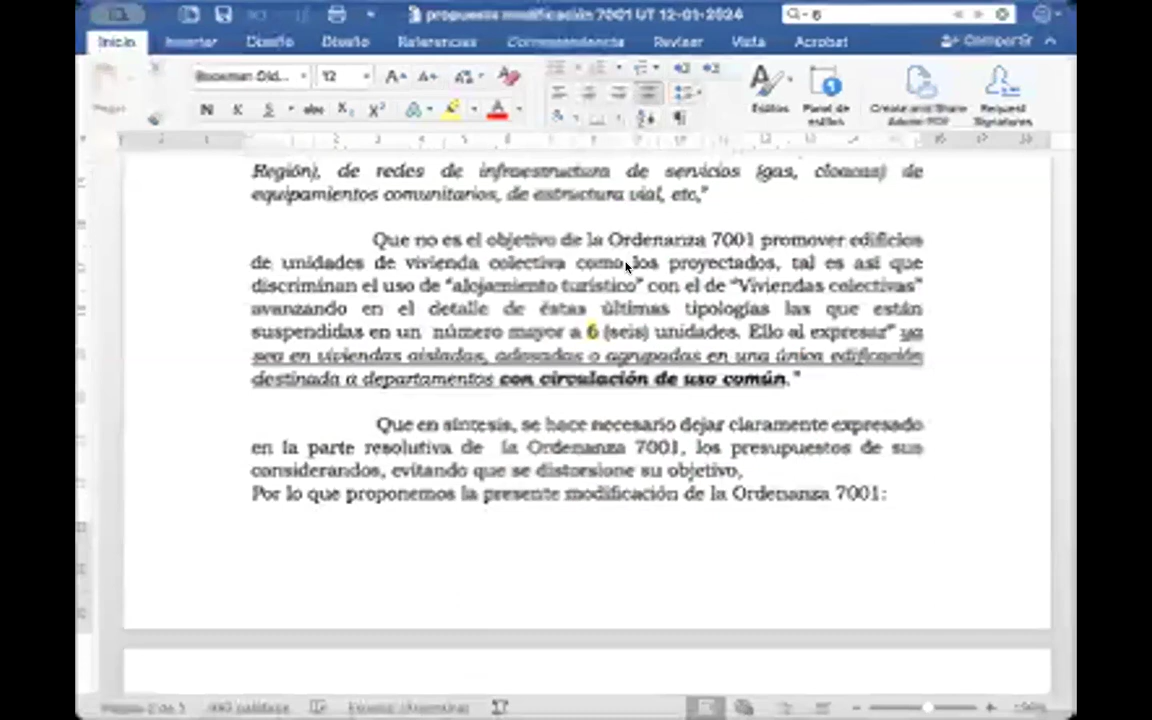 propuesta modificación 7001 UT 12-01-2024
6
Inicio Insertar Diseño Diseño Referencias Correspondencia Revisar Vista Acrobat Compartir
Bookman Old... 12
Pegar Estilos Panel de estilos Create and Share Adobe PDF Request Signatures
Región), de redes de infraestructura de servicios (gas, cloacas) de
equipamientos comunitarios, de estructura vial, etc,"
Que no es el objetivo de la Ordenanza 7001 promover edificios
de unidades de vivienda colectiva como los proyectados, tal es así que
discriminan el uso de "alojamiento turístico" con el de "Viviendas colectivas"
avanzando en el detalle de éstas últimas tipologías las que están
suspendidas en un número mayor a 6 (seis) unidades. Ello al expresar" ya
sea en viviendas aisladas, adosadas o agrupadas en una única edificación
destinada a departamentos con circulación de uso común."
Que en síntesis, se hace necesario dejar claramente expresado
en la parte resolutiva de la Ordenanza 7001, los presupuestos de sus
considerandos, evitando que se distorsione su objetivo,
Por lo que proponemos la presente modificación de la Ordenanza 7001: